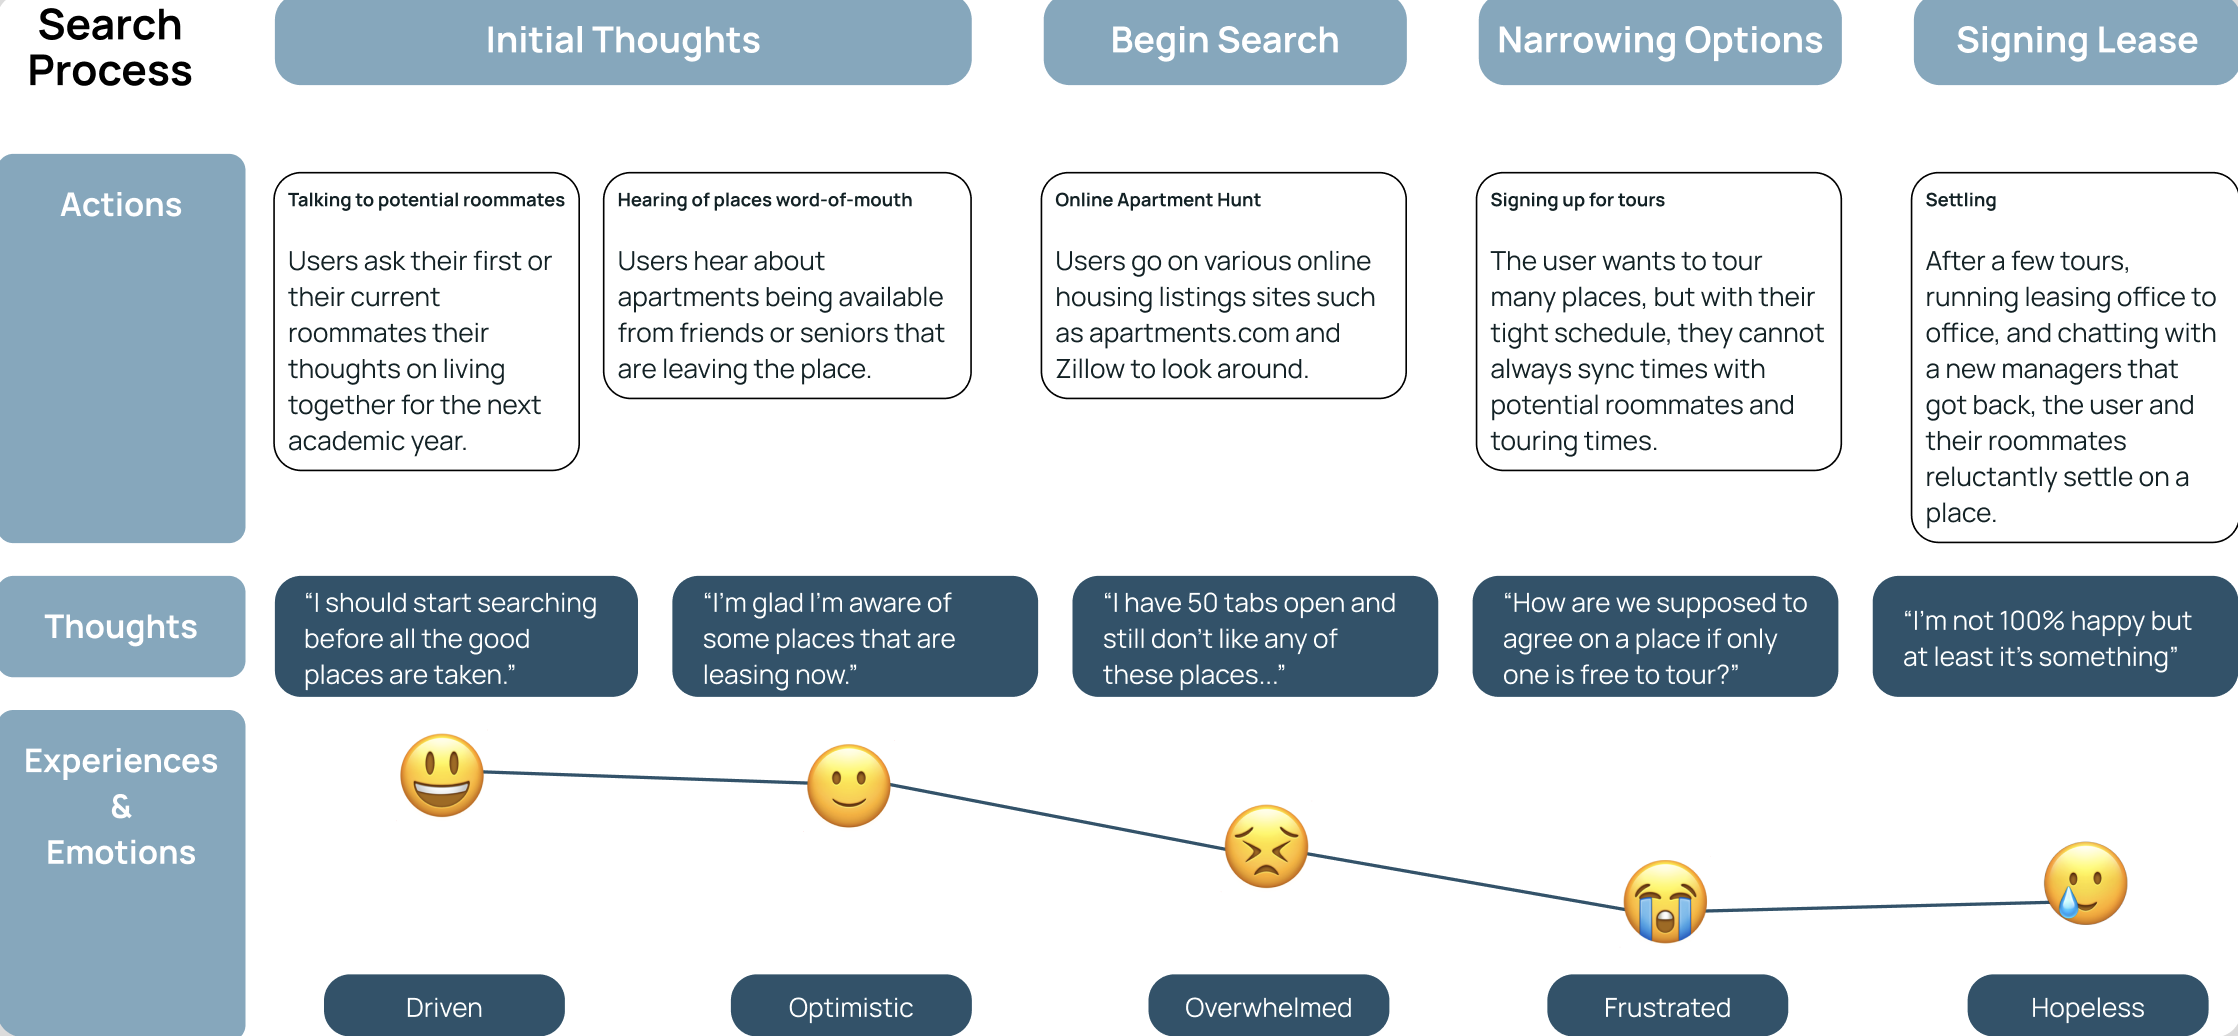 Search
Process
Initial Thoughts
Begin Search
Narrowing Options
Signing Lease
Actions
Talking to potential roommates
Users ask their first or
their current
roommates their
thoughts on living
together for the next
academic year.
Hearing of places word-of-mouth
Users hear about
apartments being available
from friends or seniors that
are leaving the place.
Online Apartment Hunt
Users go on various online
housing listings sites such
as apartments.com and
Zillow to look around.
Signing up for tours
The user wants to tour
many places, but with their
tight schedule, they cannot
always sync times with
potential roommates and
touring times.
Settling
After a few tours,
running leasing office to
office, and chatting with
a new managers that
got back, the user and
their roommates
reluctantly settle on a
place.
Thoughts
“I should start searching
before all the good
places are taken.”
“I’m glad I’m aware of
some places that are
leasing now.”
“I have 50 tabs open and
still don’t like any of
these places...”
“How are we supposed to
agree on a place if only
one is free to tour?”
“I’m not 100% happy but
at least it’s something”
Experiences
&
Emotions
Driven
Optimistic
Overwhelmed
Frustrated
Hopeless